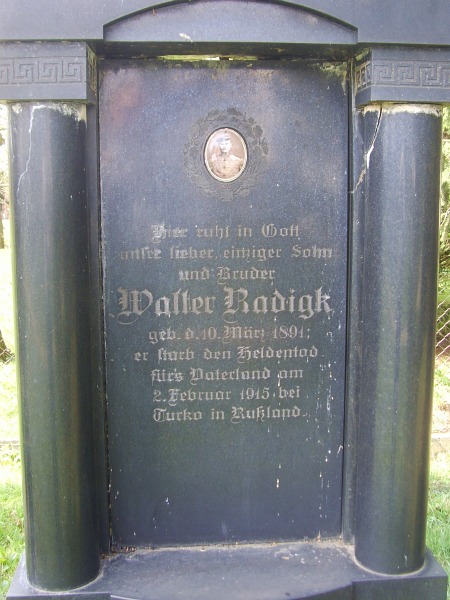 Hier ruht in Gott
unser lieber, einziger Sohn
und Bruder
Walter Radigk
geb. d. 10. März 1891;
er starb den Heldentod
fürs Vaterland am
2. Februar 1915 bei
Turko in Rußland.